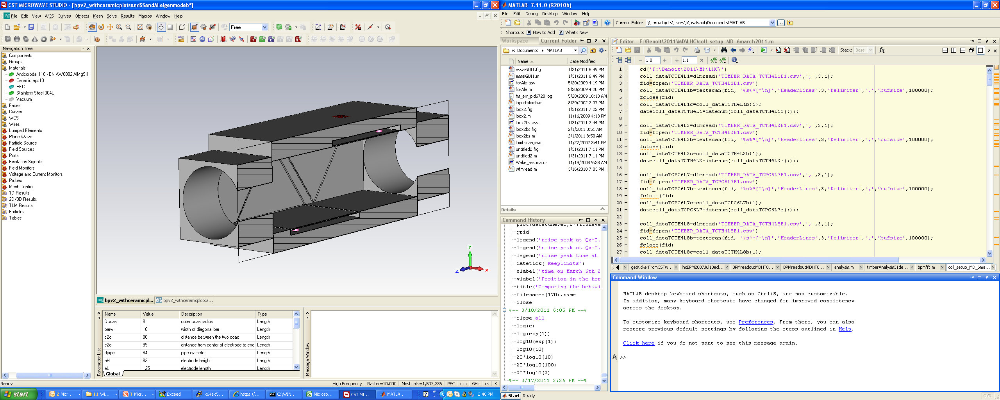 CST MICROWAVE STUDIO - [bpv2_withceramicplotsandSSandALeigenmodeb*]
File Edit View WCS Curves Objects Mesh Solve Results Macros Window Help
Free
Navigation Tree
Components
Groups
Materials
Anticorodal 110 - EN AW6082 AlMgSi1
Ceramic eps10
PEC
Stainless Steel 304L
Vacuum
Faces
Curves
WCS
Wires
Lumped Elements
Plane Wave
Farfield Source
Field Sources
Ports
Excitation Signals
Field Monitors
Voltage and Current Monitors
Probes
Mesh Control
1D Results
2D/3D Results
TLM Results
Farfields
Tables
y
z x
bpv2_withceramicpl... bpv2_withceramicplotsa...
Parameter List
Name Value Description Type
Dcoax 8 outer coax radius Length
barw 10 width of diagonal bar Length
c2c 80 distance between the two coax Length
c2e 99 distance from center of electrode to end Length
dpipe 84 pipe diameter Length
eH 83 electrode height Length
eL 125 electrode length Length
Global
Message Window
Ready
High Frequency Raster=10.000 Meshcells=1,537,336 PEC mm GHz ns K
start 2 Micr... 11 Wi... 7 Micr... Exceed lx64slc5... https://... C:\WIN... Microso... CST MI... MATLA... 2:40 PM
MATLAB 7.11.0 (R2010b)
File Edit Debug Desktop Window Help
Current Folder: \\cern.ch\dfs\Users\b\bsalvant\Documents\MATLAB
Shortcuts How to Add What's New
Workspace Current Folder
« Documents MATLAB
Name Date Modified
essaiGUI1.fig 1/31/2011 6:49 PM
essaiGUI1.m 1/31/2011 6:49 PM
forAle.asv 5/20/2009 4:19 PM
forAle.m 5/20/2009 4:20 PM
hs_err_pid6728.log 5/20/2009 10:13 AM
inputtolomb.m 8/29/2002 2:37 PM
lbox2.fig 1/31/2011 7:22 PM
lbox2.m 11/16/2009 4:13 PM
lbox2bs.asv 1/31/2011 7:44 PM
lbox2bs.fig 2/1/2011 8:51 AM
lbox2bs.m 2/1/2011 8:50 AM
lombscargle.m 11/27/2002 3:41 PM
untitled2.fig 1/31/2011 7:11 PM
untitled2.m 1/31/2011 7:11 PM
Wake_resonator 11/19/2008 9:38 AM
wfmread.m 3/16/2010 7:03 PM
Details
Command History
plot(datetunevec,2*(ltuneve
grid
legend('noise peak at Qx=0.
legend('noise peak at Qx=0.
legend('noise peak tune at
datetick('keeplimits')
xlabel('time on March 6th 2
ylabel('Position in the hor
title('Comparing the behavi
filenames(170).name
close
%-- 3/10/2011 6:05 PM --%
close all
log(e)
log(exp(1))
log10(exp(1))
log10(10)
20*log10(10)
20*log10(100)
20*log10(2)
%-- 3/17/2011 2:36 PM --%
Start Ready
Editor - F:\Benoit\2011\MD\LHC\coll_setup_MD_6march2011.m
Stack: Base fx
− 1.0 + ÷ 1.1 ×
1 cd('F:\Benoit\2011\MD\LHC\')
2 coll_dataTCTH4L1=dlmread('TIMBER_DATA_TCTH4L1B1.csv',',',3,1);
3 fid=fopen('TIMBER_DATA_TCTH4L1B1.csv')
4 coll_dataTCTH4L1b=textscan(fid, '%s%*[^\n]','HeaderLines',3,'Delimiter',',','bufsize',100000);
5 fclose(fid)
6 coll_dataTCTH4L1c=coll_dataTCTH4L1b{1};
7 datecoll_dataTCTH4L1=datenum(coll_dataTCTH4L1c(:));
8
9 coll_dataTCTH4L2=dlmread('TIMBER_DATA_TCTH4L2B1.csv',',',3,1);
10 fid=fopen('TIMBER_DATA_TCTH4L2B1.csv')
11 coll_dataTCTH4L2b=textscan(fid, '%s%*[^\n]','HeaderLines',3,'Delimiter',',','bufsize',100000);
12 fclose(fid)
13 coll_dataTCTH4L2c=coll_dataTCTH4L2b{1};
14 datecoll_dataTCTH4L2=datenum(coll_dataTCTH4L2c(:));
15
16 coll_dataTCPC6L7=dlmread('TIMBER_DATA_TCPC6L7B1.csv',',',3,1);
17 fid=fopen('TIMBER_DATA_TCPC6L7B1.csv')
18 coll_dataTCPC6L7b=textscan(fid, '%s%*[^\n]','HeaderLines',3,'Delimiter',',','bufsize',100000);
19 fclose(fid)
20 coll_dataTCPC6L7c=coll_dataTCPC6L7b{1};
21 datecoll_dataTCPC6L7=datenum(coll_dataTCPC6L7c(:));
22
23 coll_dataTCTH4L8=dlmread('TIMBER_DATA_TCTH4L8B1.csv',',',3,1);
24 fid=fopen('TIMBER_DATA_TCTH4L8B1.csv')
25 coll_dataTCTH4L8b=textscan(fid, '%s%*[^\n]','HeaderLines',3,'Delimiter',',','bufsize',100000);
26 fclose(fid)
27 coll_dataTCTH4L8c=coll_dataTCTH4L8b{1};
getKickerFromCSTw... lhcBPM2007Jul10ecl... BPMreadoutMDHT8... BPMreadoutMDHT8... analysis.m timberAnalysis31de... bpmfft.m coll_setup_MD_6ma...
Command Window
MATLAB desktop keyboard shortcuts, such as Ctrl+S, are now customizable.
In addition, many keyboard shortcuts have changed for improved consistency
across the desktop.
To customize keyboard shortcuts, use Preferences. From there, you can also
restore previous default settings by following the steps outlined in Help.
Click here if you do not want to see this message again.
fx >>
OVR